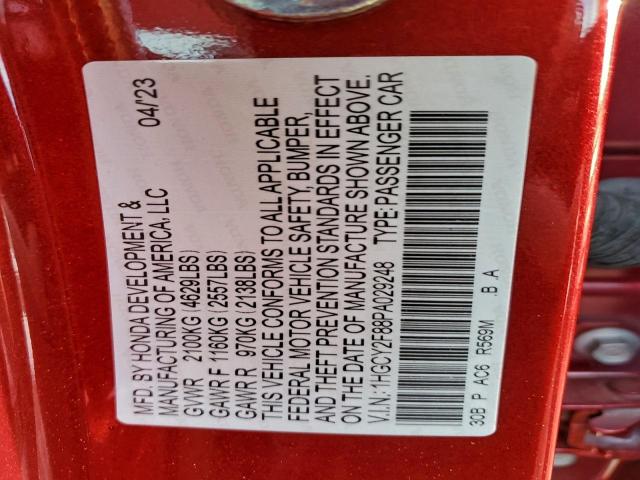 MFD. BY HONDA DEVELOPMENT & 04/'23
MANUFACTURING OF AMERICA, LLC
GVWR 2100KG (4629LBS)
GAWR F 1160KG (2557LBS)
GAWR R 970KG (2138LBS)
THIS VEHICLE CONFORMS TO ALL APPLICABLE
FEDERAL MOTOR VEHICLE SAFETY, BUMPER,
AND THEFT PREVENTION STANDARDS IN EFFECT
ON THE DATE OF MANUFACTURE SHOWN ABOVE.
V.I.N.: 1HGCY2F88PA029248 TYPE: PASSENGER CAR
30B P AC6 R569M .B .A